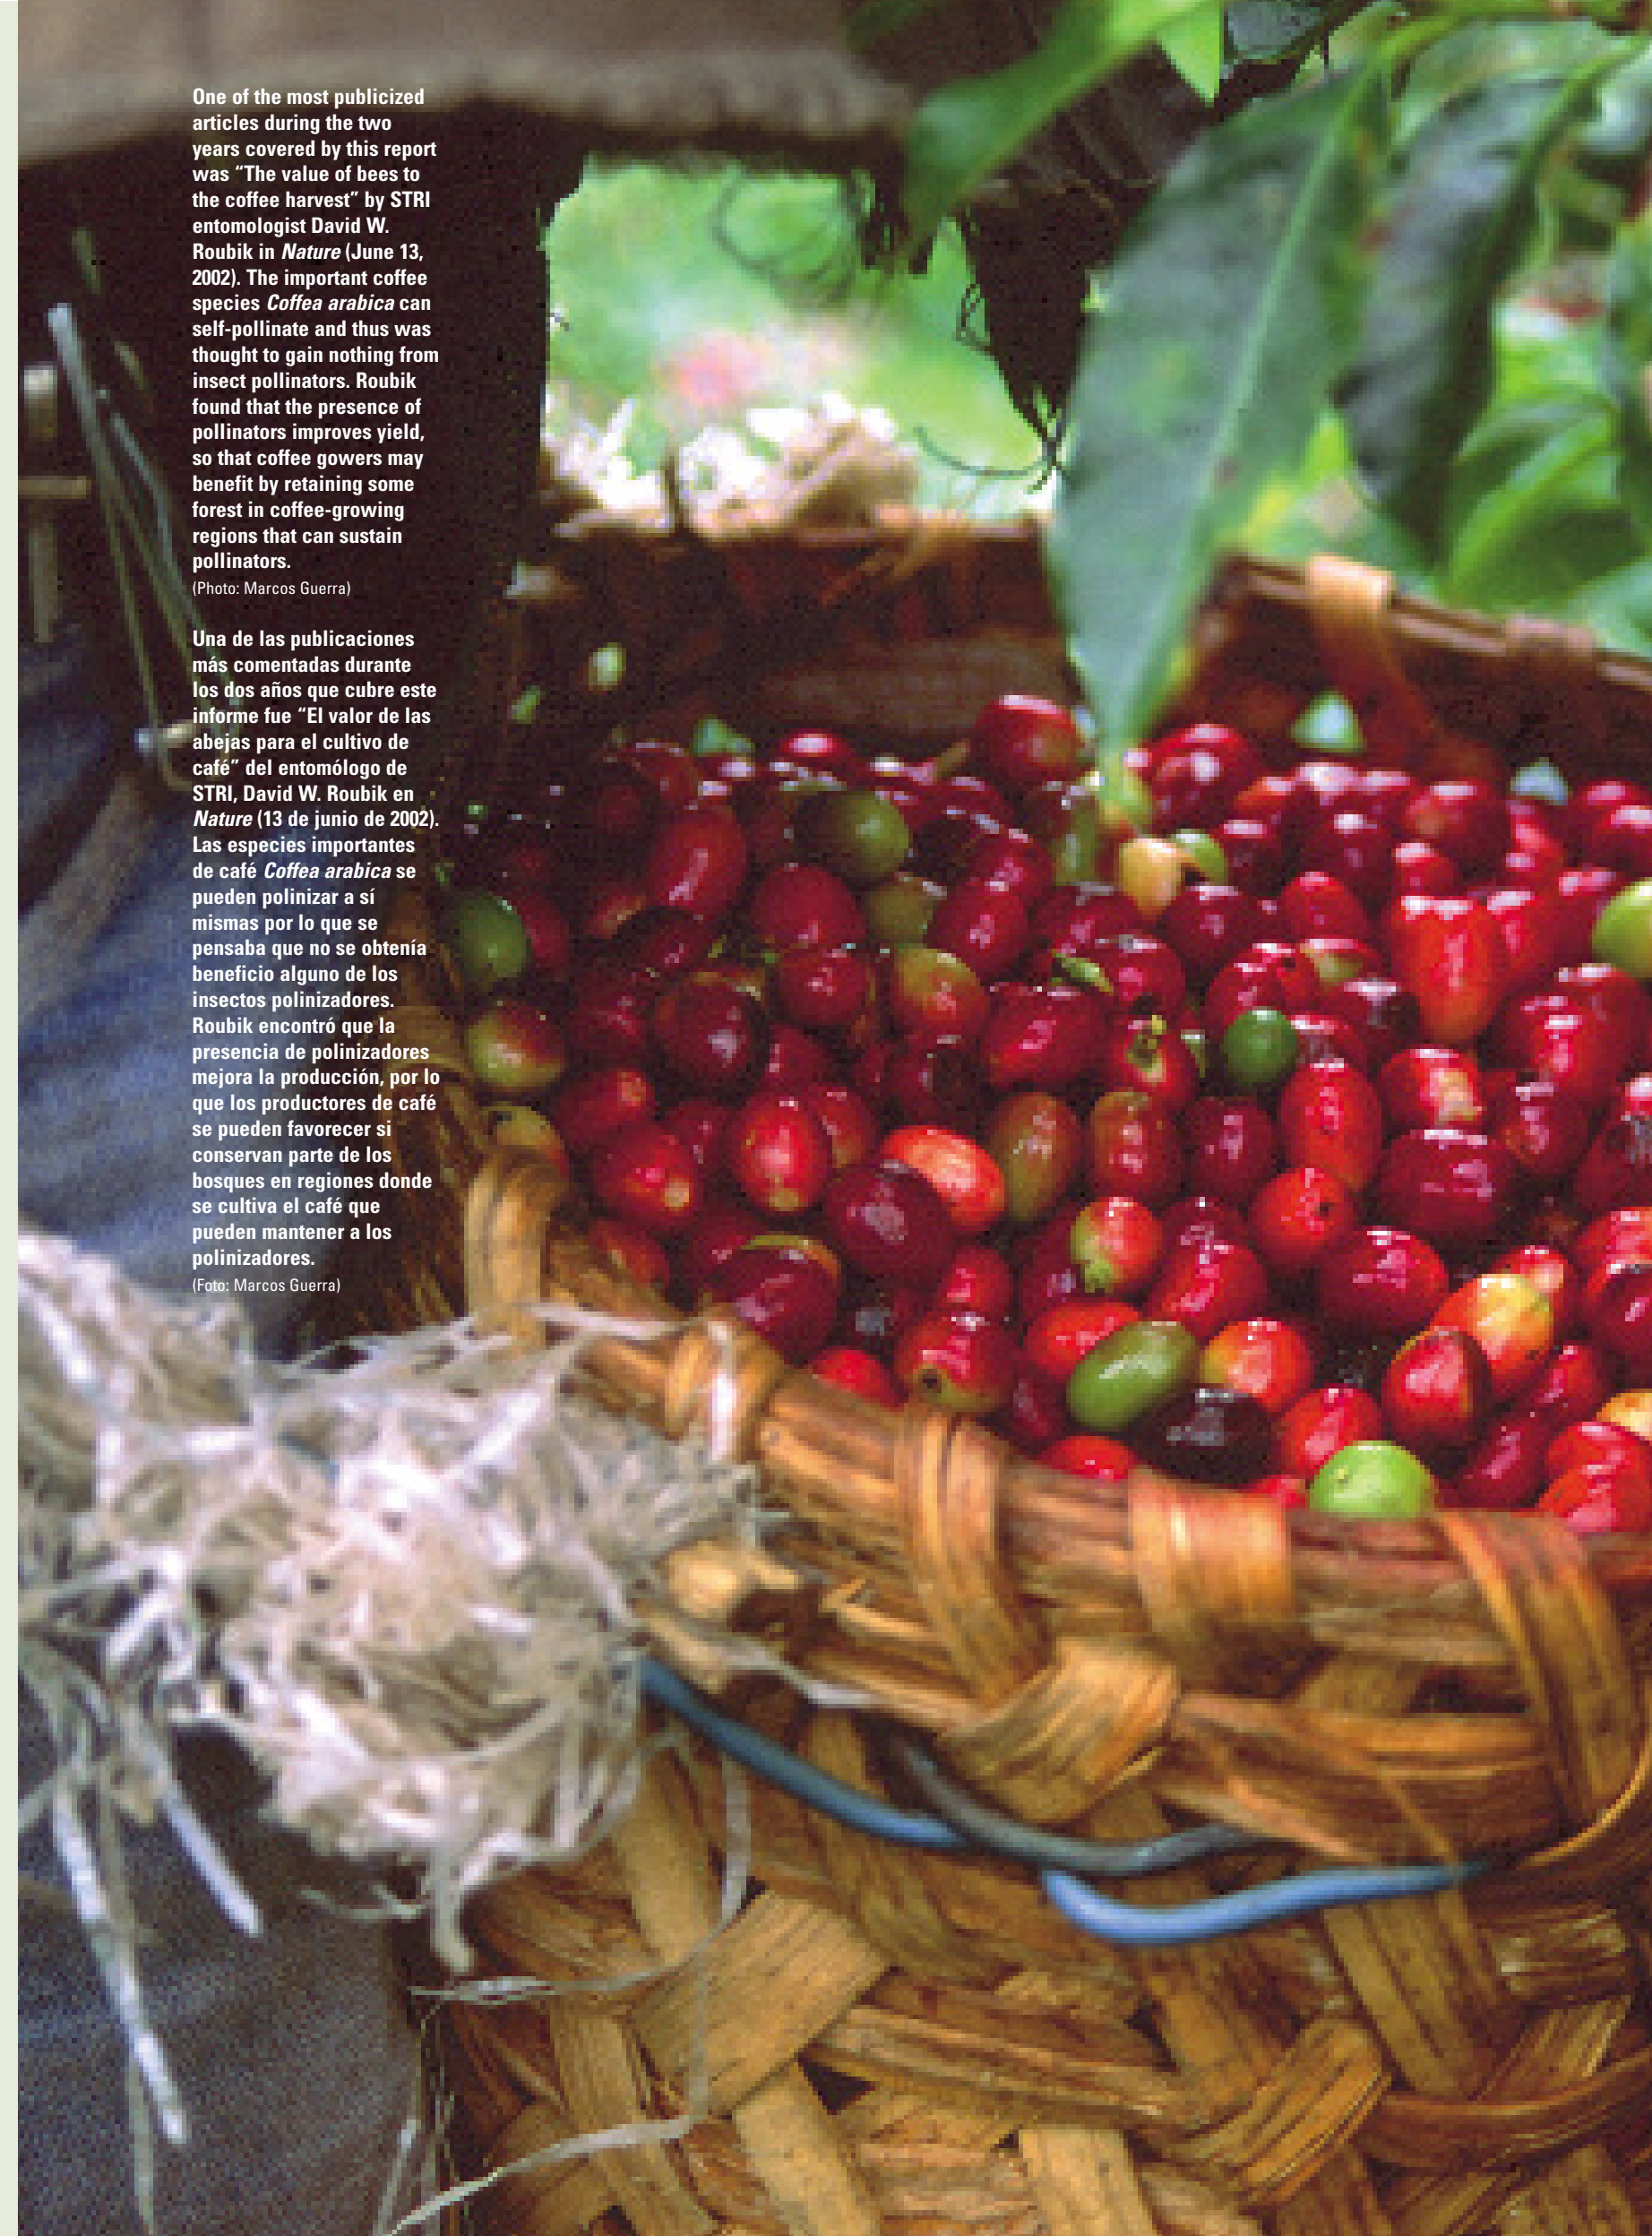 One of the most publicized
articles during the two
years covered by this report
was “The value of bees to
the coffee harvest” by STRI
entomologist David W.
Roubik in Nature (June 13,
2002). The important coffee
species Coffea arabica can
self-pollinate and thus was
thought to gain nothing from
insect pollinators. Roubik
found that the presence of
pollinators improves yield,
so that coffee gowers may
benefit by retaining some
forest in coffee-growing
regions that can sustain
pollinators.
(Photo: Marcos Guerra)
Una de las publicaciones
más comentadas durante
los dos años que cubre este
informe fue “El valor de las
abejas para el cultivo de
café” del entomólogo de
STRI, David W. Roubik en
Nature (13 de junio de 2002).
Las especies importantes
de café Coffea arabica se
pueden polinizar a sí
mismas por lo que se
pensaba que no se obtenía
beneficio alguno de los
insectos polinizadores.
Roubik encontró que la
presencia de polinizadores
mejora la producción, por lo
que los productores de café
se pueden favorecer si
conservan parte de los
bosques en regiones donde
se cultiva el café que
pueden mantener a los
polinizadores.
(Foto: Marcos Guerra)